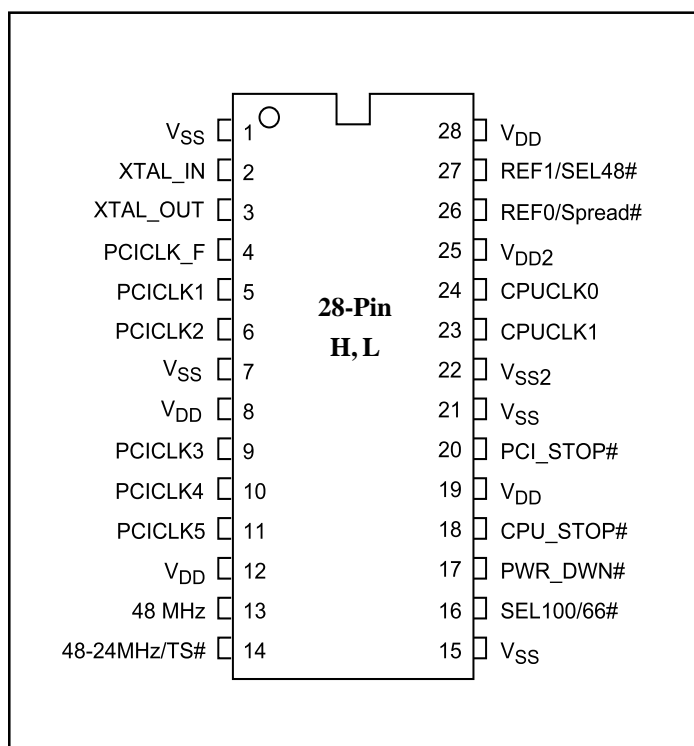 VSS 1 28 VDD
XTAL_IN 2 27 REF1/SEL48#
XTAL_OUT 3 26 REF0/Spread#
PCICLK_F 4 25 VDD2
PCICLK1 5 24 CPUCLK0
28-Pin
PCICLK2 6 23 CPUCLK1
H, L
VSS 7 22 VSS2
VDD 8 21 VSS
PCICLK3 9 20 PCI_STOP#
PCICLK4 10 19 VDD
PCICLK5 11 18 CPU_STOP#
VDD 12 17 PWR_DWN#
48 MHz 13 16 SEL100/66#
48-24MHz/TS# 14 15 VSS